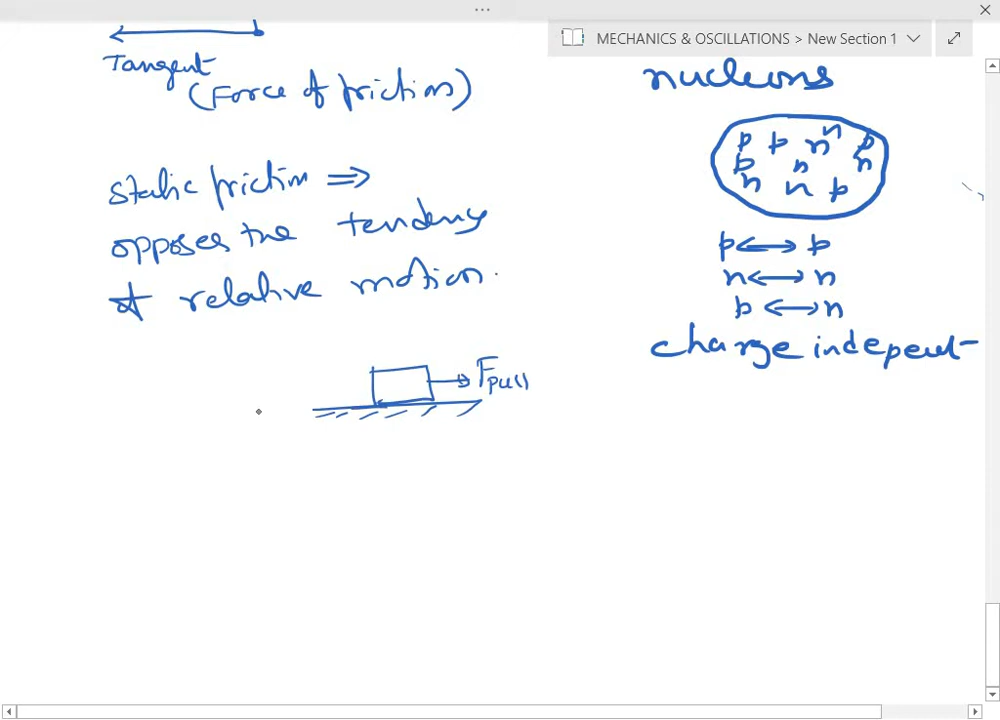 MECHANICS & OSCILLATIONS > New Section 1
Tangent
(Force of friction)
static friction ⇒
opposes the tendency
of relative motion.
Fpull
nucleons
p p n n p
p n n
n n p
p ⟷ p
n ⟷ n
p ⟷ n
charge indepent-